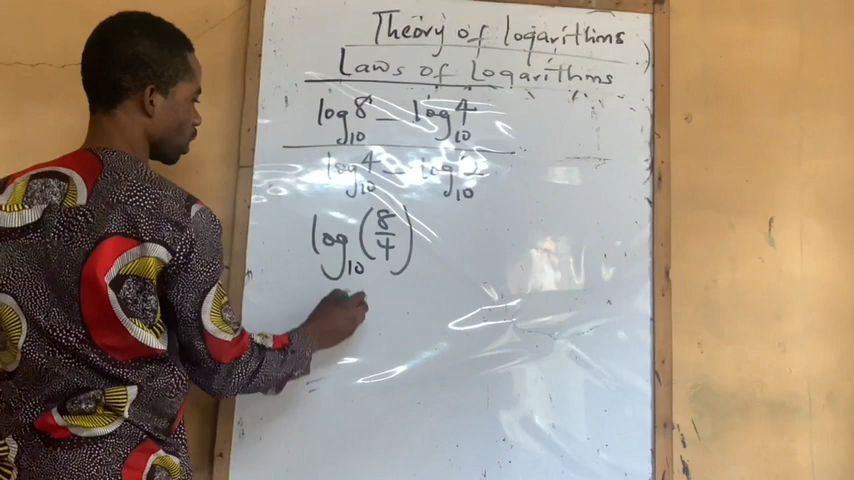 Theory of logarithms
Laws of logarithms
log₁₀8 – log₁₀4
log₁₀4 – log₁₀2
log₁₀(8/4)